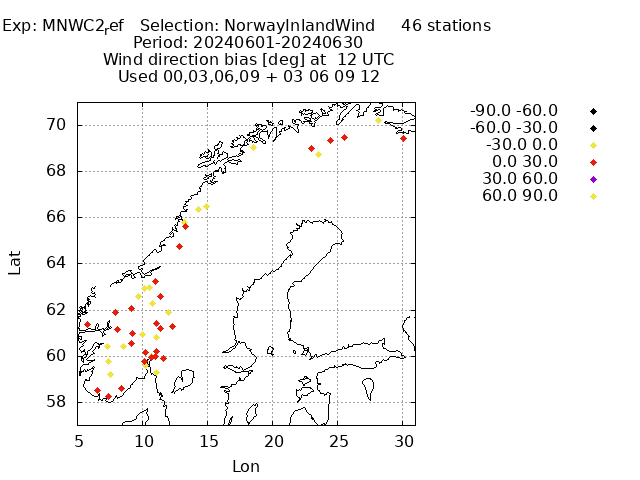 Exp: MNWC2ref Selection: NorwayInlandWind 46 stations
Period: 20240601-20240630
Wind direction bias [deg] at 12 UTC
Used 00,03,06,09 + 03 06 09 12
-90.0 -60.0
-60.0 -30.0
-30.0 0.0
0.0 30.0
30.0 60.0
60.0 90.0
70
68
66
64
62
60
58
Lat
5 10 15 20 25 30
Lon